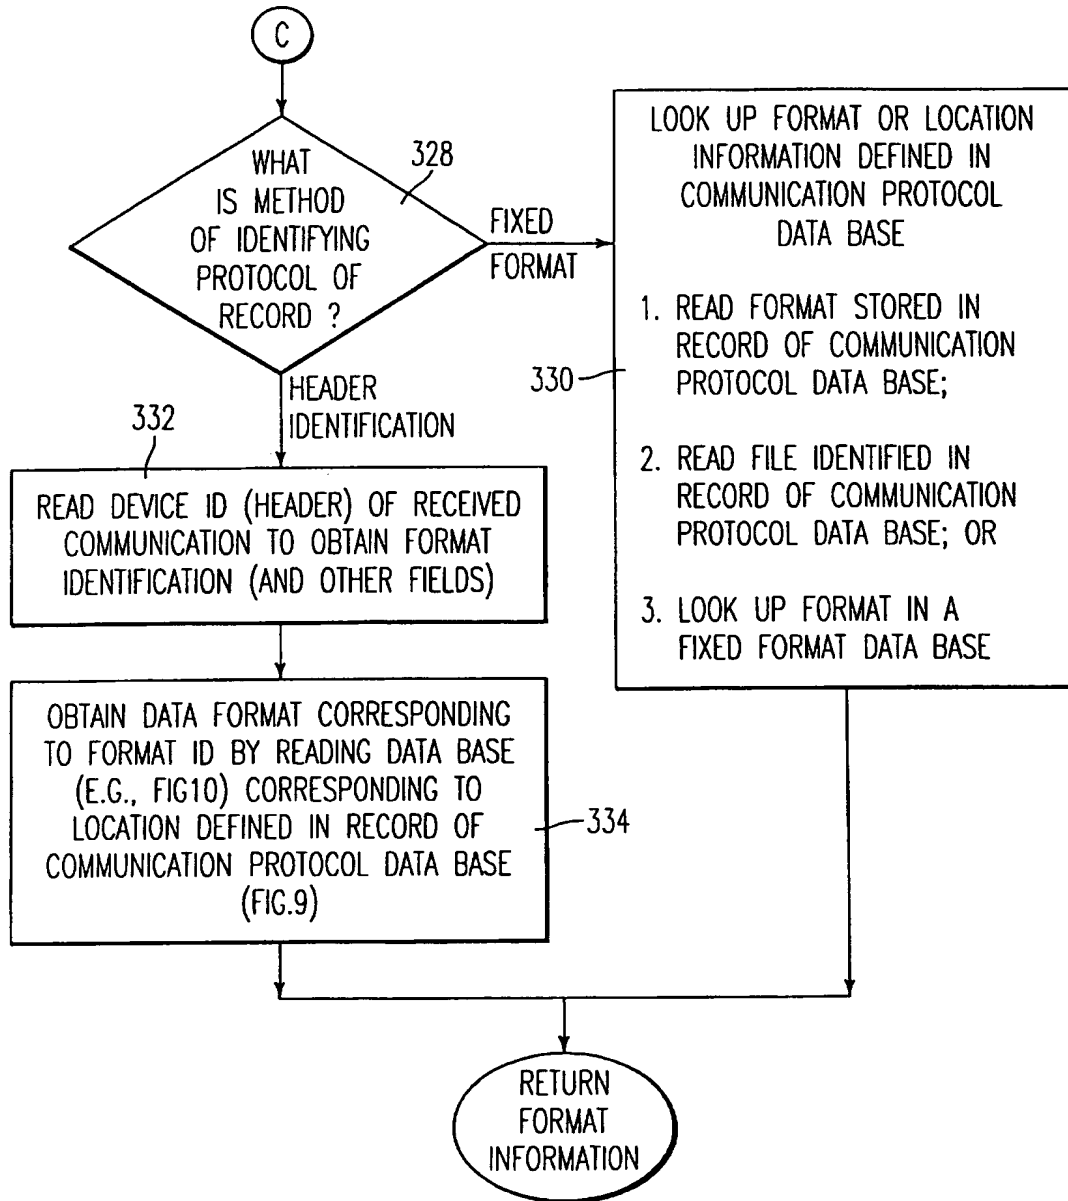 C
WHAT
IS METHOD
OF IDENTIFYING
PROTOCOL OF
RECORD ?
328
FIXED
FORMAT
HEADER
IDENTIFICATION
LOOK UP FORMAT OR LOCATION
INFORMATION DEFINED IN
COMMUNICATION PROTOCOL
DATA BASE
1. READ FORMAT STORED IN
RECORD OF COMMUNICATION
PROTOCOL DATA BASE;
2. READ FILE IDENTIFIED IN
RECORD OF COMMUNICATION
PROTOCOL DATA BASE; OR
3. LOOK UP FORMAT IN A
FIXED FORMAT DATA BASE
330
332
READ DEVICE ID (HEADER) OF RECEIVED
COMMUNICATION TO OBTAIN FORMAT
IDENTIFICATION (AND OTHER FIELDS)
OBTAIN DATA FORMAT CORRESPONDING
TO FORMAT ID BY READING DATA BASE
(E.G., FIG10) CORRESPONDING TO
LOCATION DEFINED IN RECORD OF
COMMUNICATION PROTOCOL DATA BASE
(FIG.9)
334
RETURN
FORMAT
INFORMATION